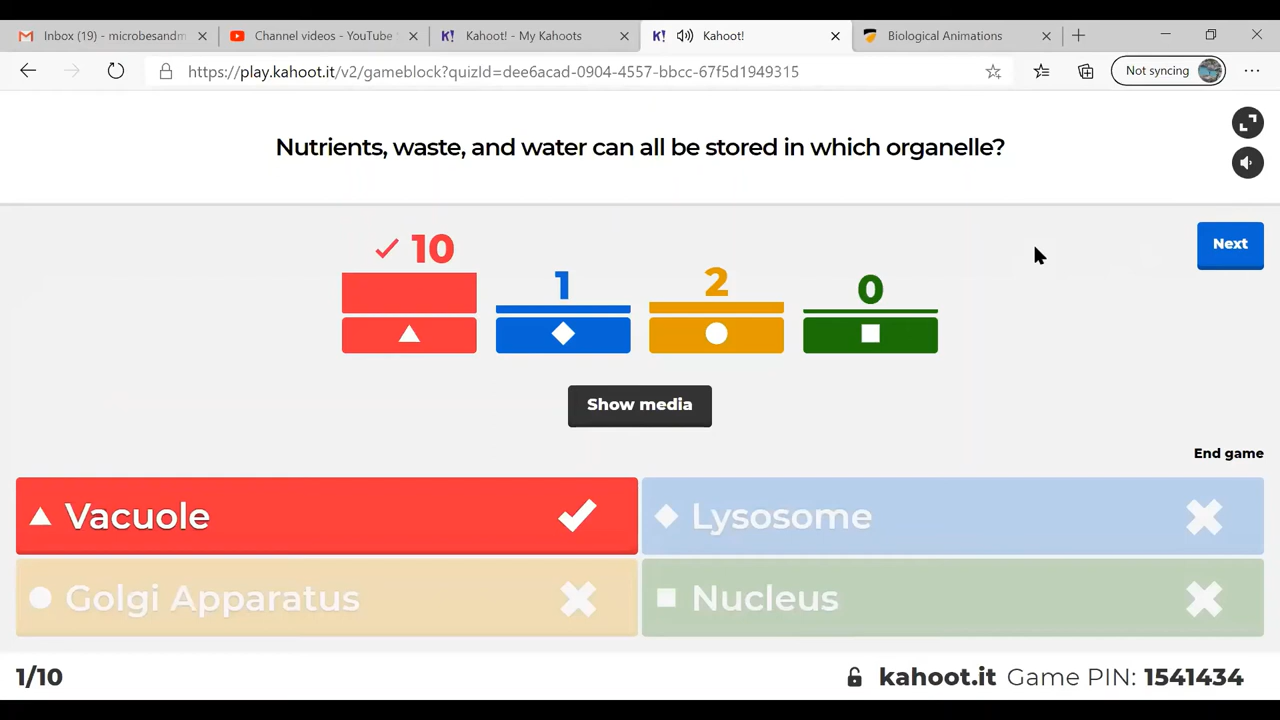 Inbox (19) - microbesandm
Channel videos - YouTube
Kahoot! - My Kahoots
K! Kahoot!
Biological Animations
https://play.kahoot.it/v2/gameblock?quizId=dee6acad-0904-4557-bbcc-67f5d1949315
Not syncing
Nutrients, waste, and water can all be stored in which organelle?
Next
10
1
2
0
Show media
End game
Vacuole
Lysosome
Golgi Apparatus
Nucleus
1/10
kahoot.it Game PIN: 1541434